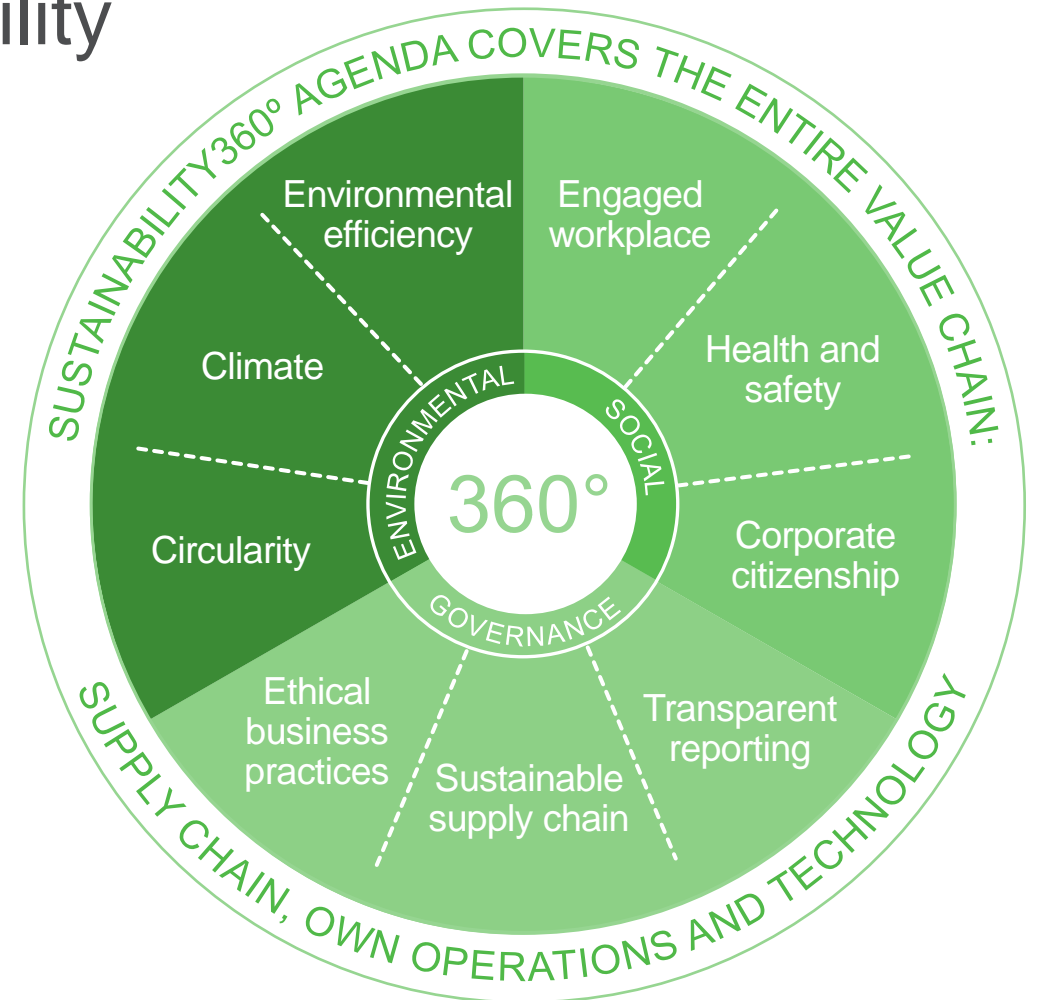 ility
SUSTAINABILITY360º AGENDA COVERS THE ENTIRE VALUE CHAIN:
Environmental
efficiency
Engaged
workplace
Climate
Health and
safety
ENVIRONMENTAL
SOCIAL
360°
Circularity
Corporate
citizenship
GOVERNANCE
Ethical
business
practices
Transparent
reporting
Sustainable
supply chain
SUPPLY CHAIN, OWN OPERATIONS AND TECHNOLOGY